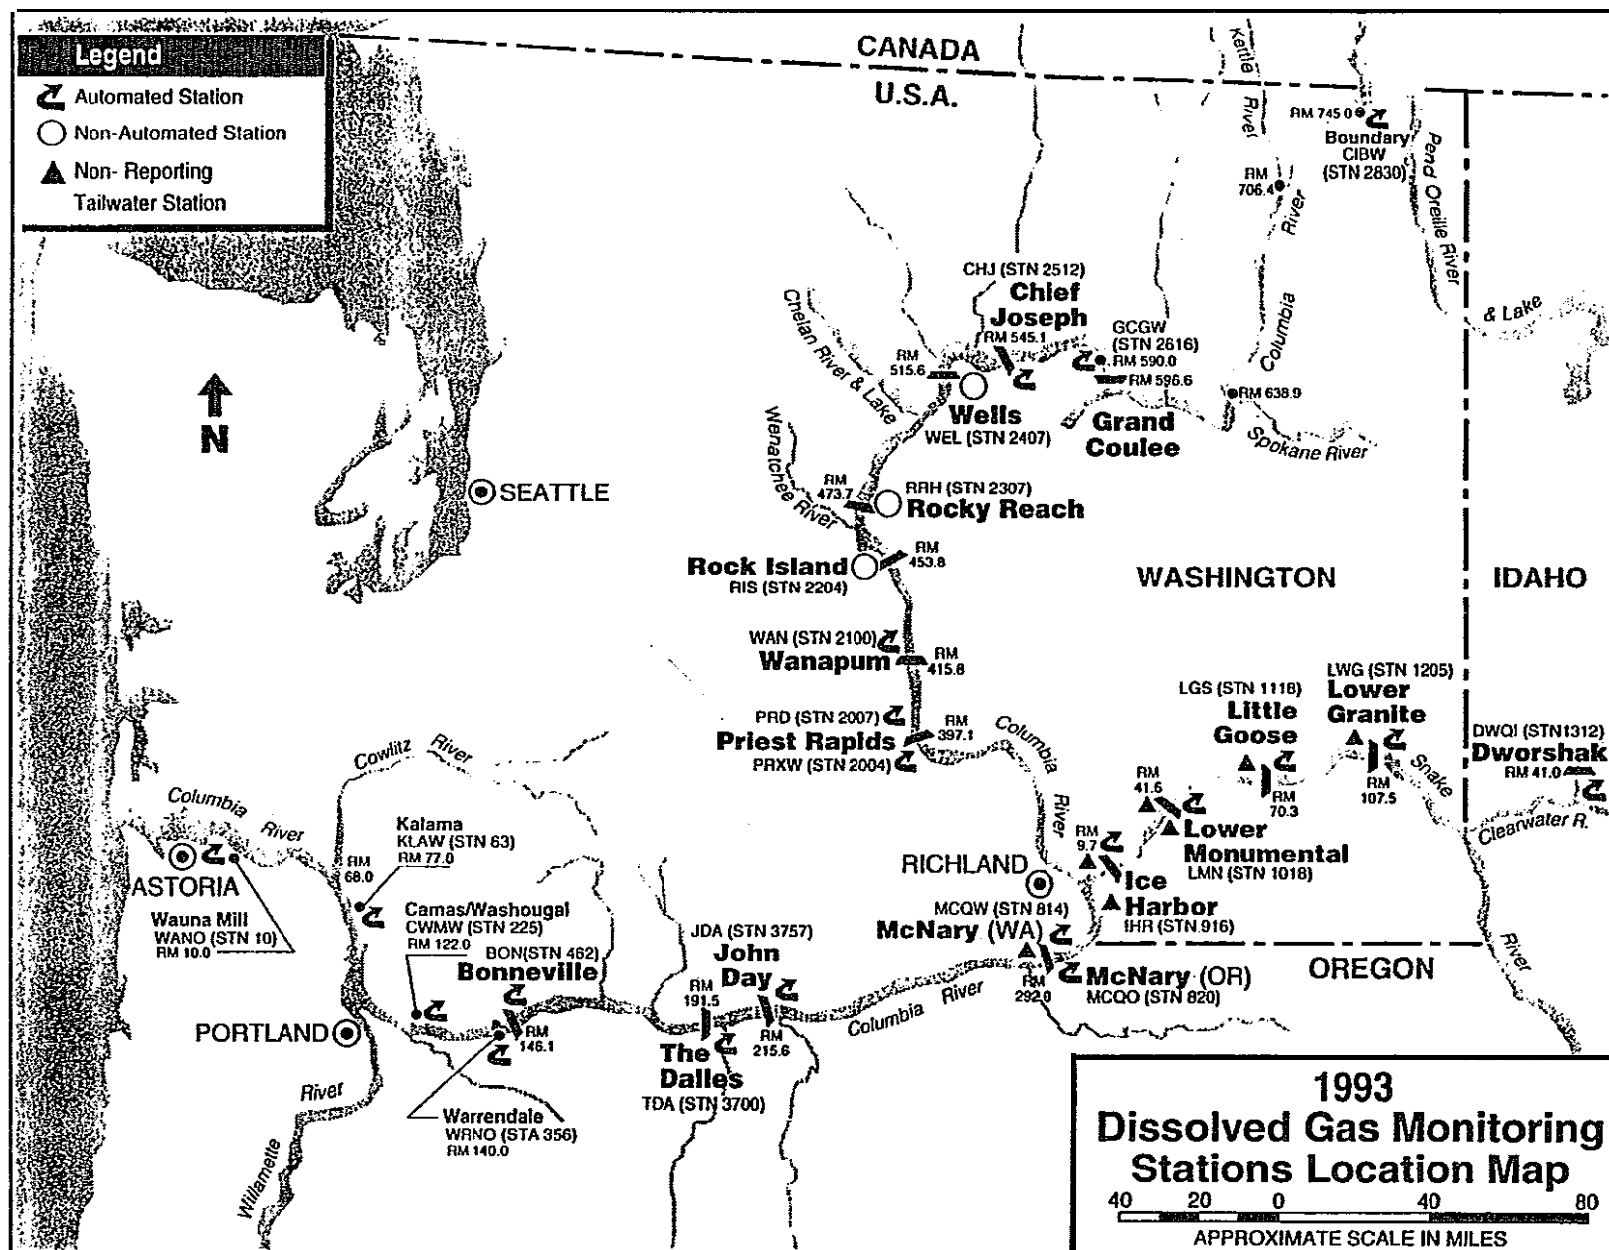 Legend
Automated Station
Non-Automated Station
Non- Reporting
Tailwater Station
CANADA
U.S.A.
Kettle
River
RM 745.0
Boundary
CIBW
(STN 2830)
Pend Oreille River
& Lake
RM
706.4
River
Columbia
CHJ (STN 2512)
Chief
Joseph
RM 545.1
GCGW
(STN 2616)
RM 590.0
RM 596.6
RM 638.9
Grand
Coulee
Spokane River
Chelan River & Lake
RM
515.6
Wells
WEL (STN 2407)
N
Wenatchee
River
SEATTLE
RM
473.7
RRH (STN 2307)
Rocky Reach
Rock Island
RIS (STN 2204)
RM
453.8
WASHINGTON
IDAHO
WAN (STN 2100)
Wanapum
RM
415.8
PRD (STN 2007)
Priest Rapids
PRXW (STN 2004)
RM
397.1
Columbia
River
LWG (STN 1205)
Lower
Granite
RM
107.5
LGS (STN 1118)
Little
Goose
RM
70.3
Snake
DWQI (STN1312)
Dworshak
RM 41.0
Clearwater R.
RM
41.6
Lower
Monumental
LMN (STN 1018)
RM
9.7
Ice
Harbor
IHR (STN 916)
RICHLAND
Cowlitz River
Columbia River
ASTORIA
Wauna Mill
WANO (STN 10)
RM 10.0
RM
68.0
Kalama
KLAW (STN 63)
RM 77.0
Camas/Washougal
CWMW (STN 225)
RM 122.0
BON(STN 462)
Bonneville
RM
146.1
PORTLAND
Warrendale
WRNO (STA 356)
RM 140.0
River
Willamette
JDA (STN 3757)
John
Day
RM
191.5
RM
215.6
The
Dalles
TDA (STN 3700)
MCQW (STN 814)
McNary (WA)
RM
292.0
McNary (OR)
MCQO (STN 820)
Columbia River
OREGON
River
1993
Dissolved Gas Monitoring
Stations Location Map
40 20 0 40 80
APPROXIMATE SCALE IN MILES